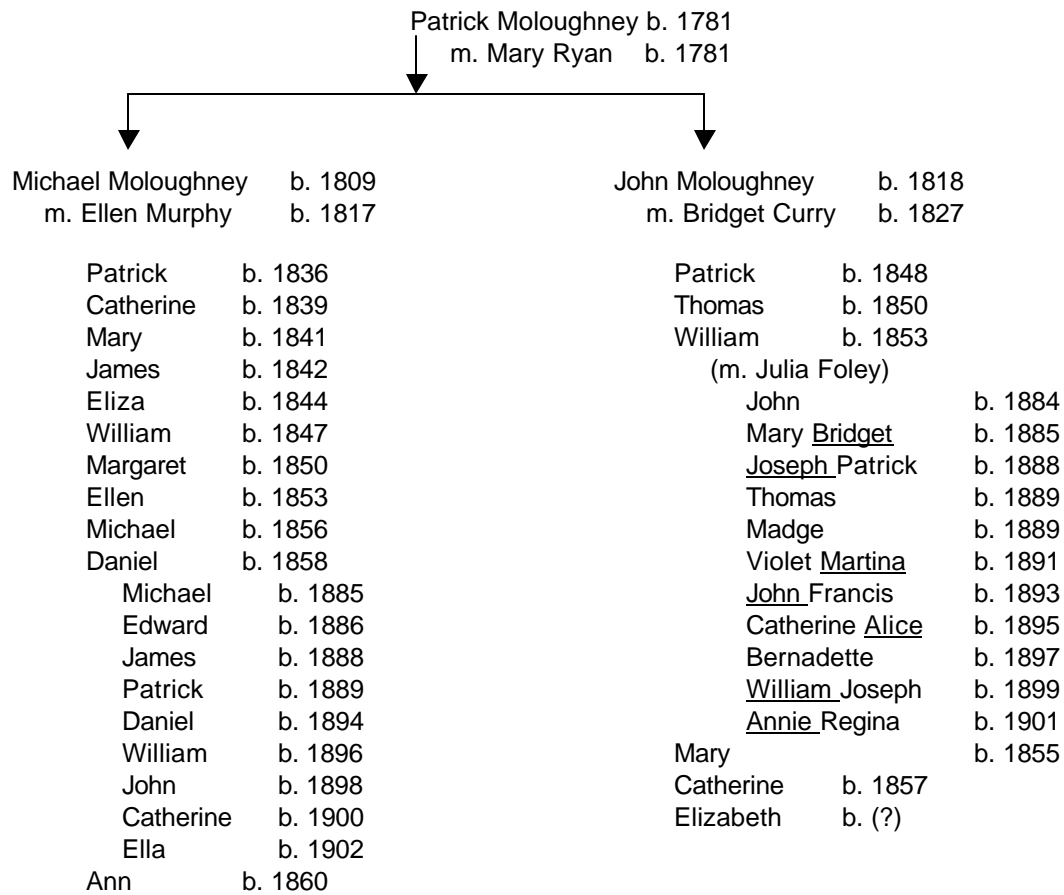 Patrick Moloughney b. 1781
m. Mary Ryan b. 1781
Michael Moloughney b. 1809
m. Ellen Murphy b. 1817
Patrick b. 1836
Catherine b. 1839
Mary b. 1841
James b. 1842
Eliza b. 1844
William b. 1847
Margaret b. 1850
Ellen b. 1853
Michael b. 1856
Daniel b. 1858
Michael b. 1885
Edward b. 1886
James b. 1888
Patrick b. 1889
Daniel b. 1894
William b. 1896
John b. 1898
Catherine b. 1900
Ella b. 1902
Ann b. 1860
John Moloughney b. 1818
m. Bridget Curry b. 1827
Patrick b. 1848
Thomas b. 1850
William b. 1853
(m. Julia Foley)
John b. 1884
Mary Bridget b. 1885
Joseph Patrick b. 1888
Thomas b. 1889
Madge b. 1889
Violet Martina b. 1891
John Francis b. 1893
Catherine Alice b. 1895
Bernadette b. 1897
William Joseph b. 1899
Annie Regina b. 1901
Mary b. 1855
Catherine b. 1857
Elizabeth b. (?)